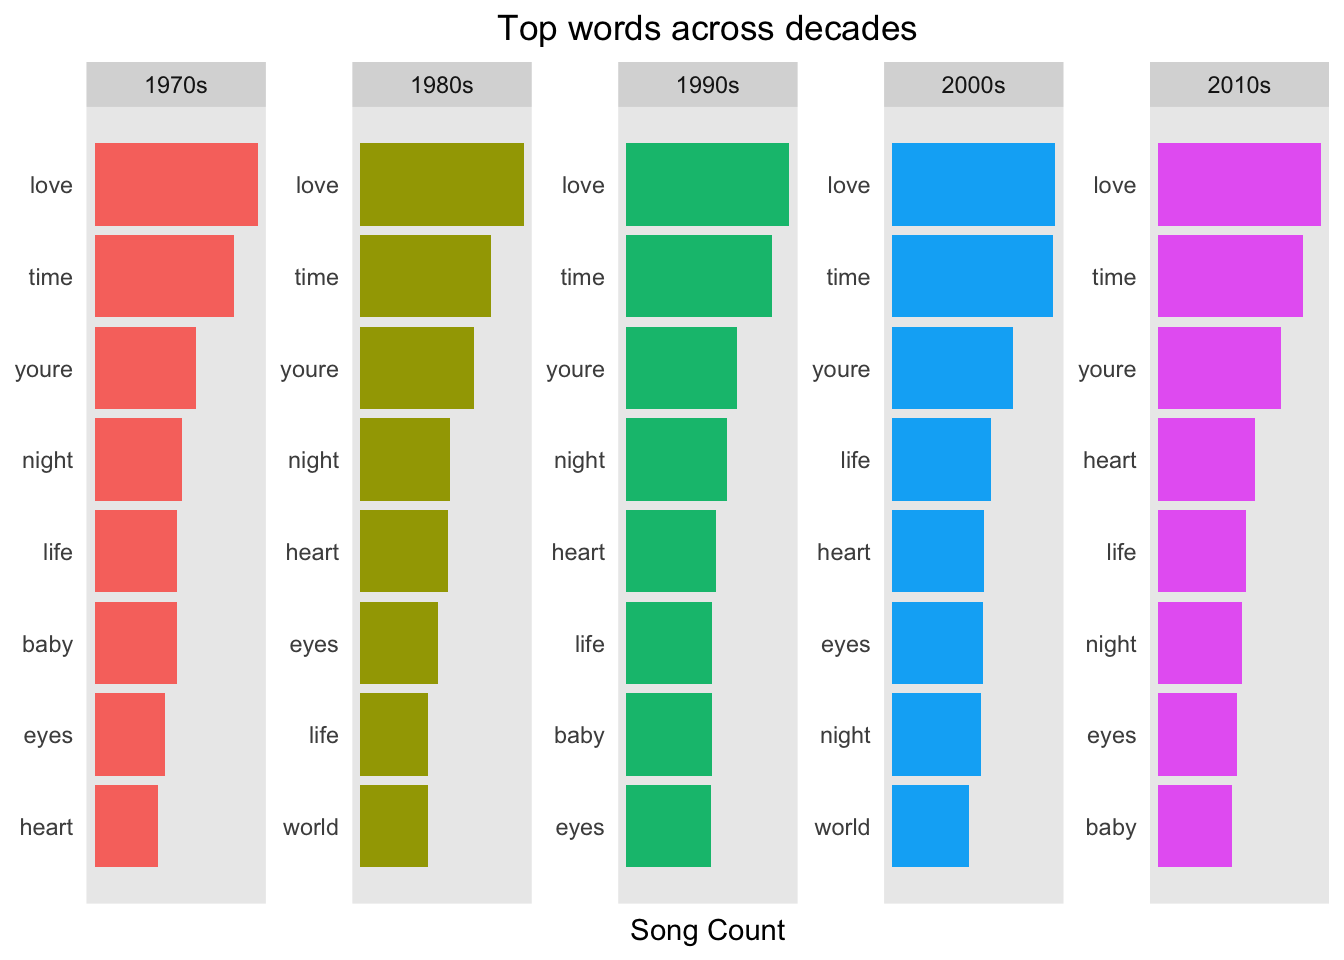 Top words across decades
1970s
love
time
youre
night
life
baby
eyes
heart
1980s
love
time
youre
night
heart
eyes
life
world
1990s
love
time
youre
night
heart
life
baby
eyes
2000s
love
time
youre
life
heart
eyes
night
world
2010s
love
time
youre
heart
life
night
eyes
baby
Song Count